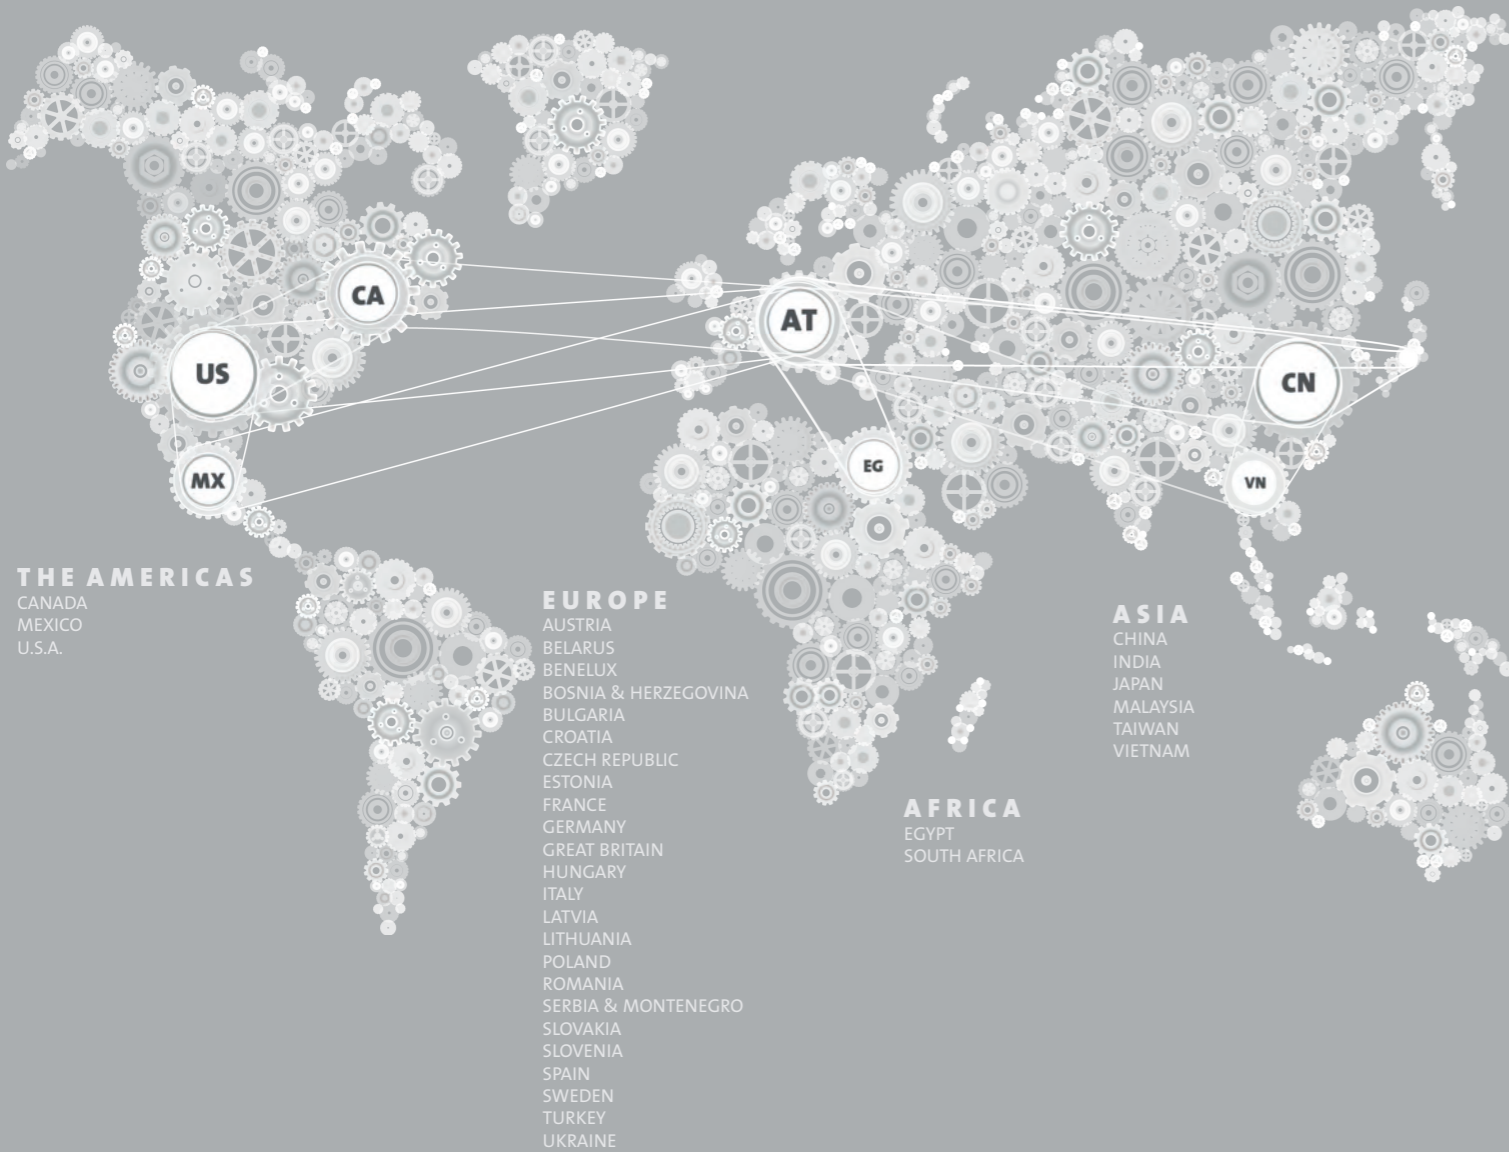 CA
AT
US
CN
EG
MX
VN
THE AMERICAS
CANADA
MEXICO
U.S.A.
EUROPE
AUSTRIA
BELARUS
BENELUX
BOSNIA & HERZEGOVINA
BULGARIA
CROATIA
CZECH REPUBLIC
ESTONIA
FRANCE
GERMANY
GREAT BRITAIN
HUNGARY
ITALY
LATVIA
LITHUANIA
POLAND
ROMANIA
SERBIA & MONTENEGRO
SLOVAKIA
SLOVENIA
SPAIN
SWEDEN
TURKEY
UKRAINE
AFRICA
EGYPT
SOUTH AFRICA
ASIA
CHINA
INDIA
JAPAN
MALAYSIA
TAIWAN
VIETNAM